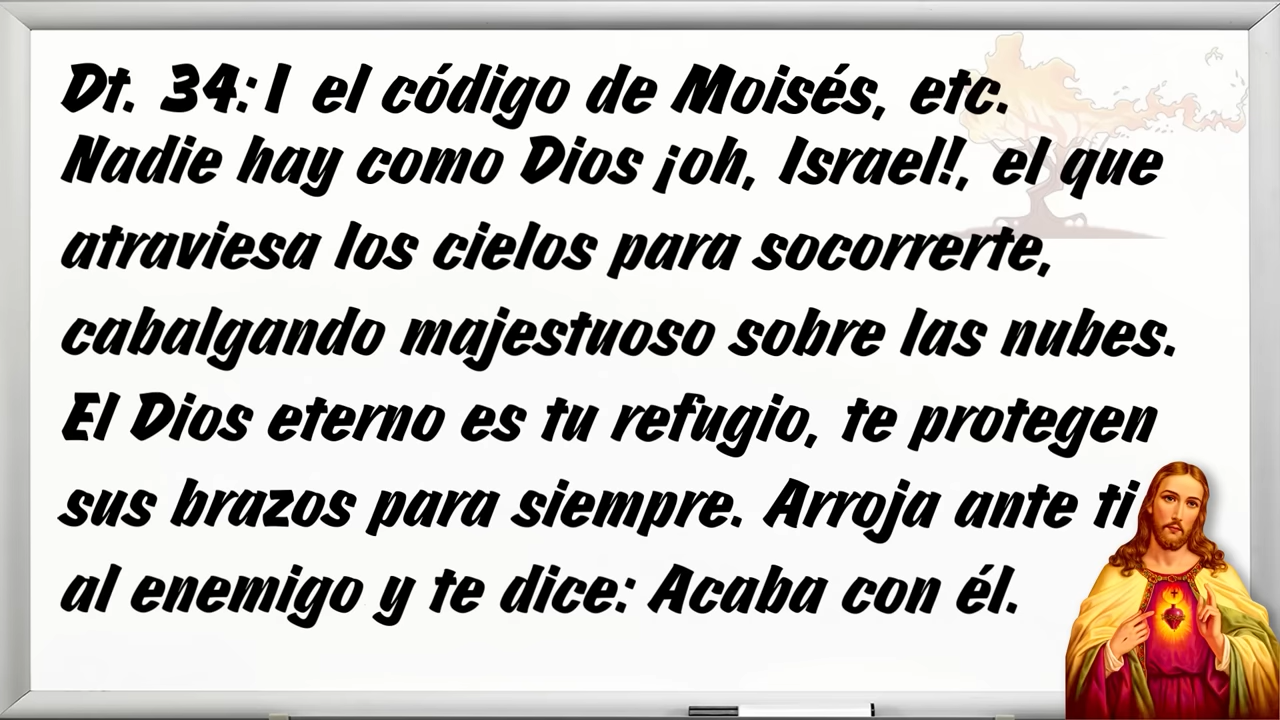 Dt. 34:1 el código de Moisés, etc.
Nadie hay como Dios ¡oh, Israel!, el que
atraviesa los cielos para socorrerte,
cabalgando majestuoso sobre las nubes.
El Dios eterno es tu refugio, te protegen
sus brazos para siempre. Arroja ante ti
al enemigo y te dice: Acaba con él.